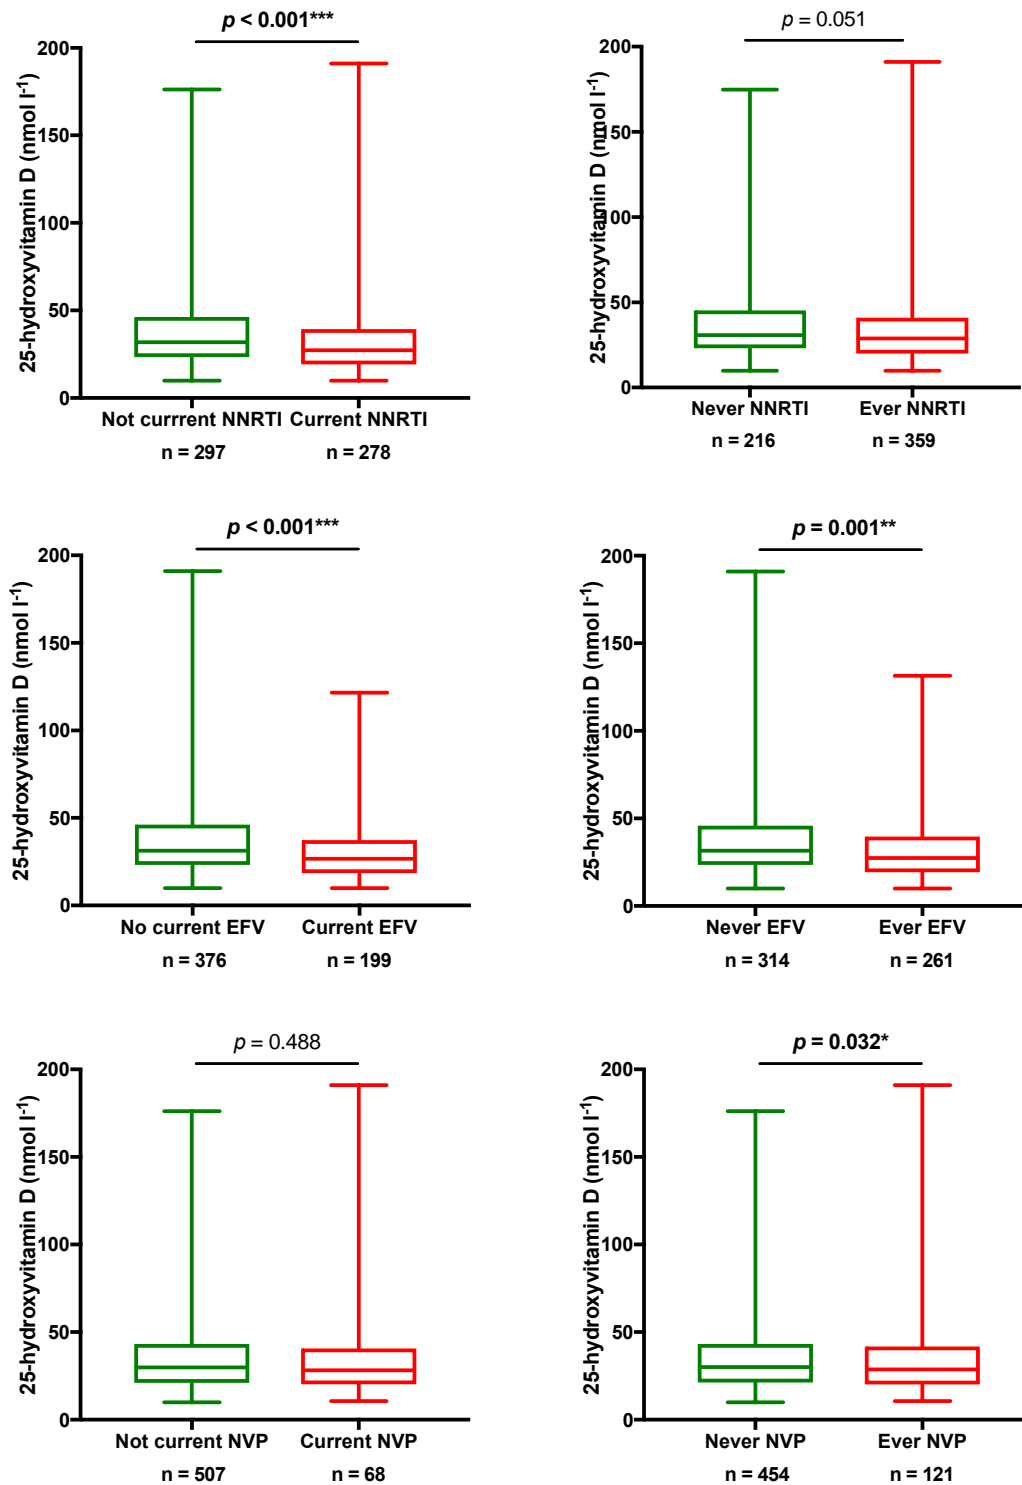 p < 0.001***
25-hydroxyvitamin D (nmol l-1)
200
150
100
50
0
Not currrent NNRTI Current NNRTI
n = 297 n = 278
p = 0.051
25-hydroxyvitamin D (nmol l-1)
200
150
100
50
0
Never NNRTI Ever NNRTI
n = 216 n = 359
p < 0.001***
25-hydroxyvitamin D (nmol l-1)
200
150
100
50
0
No current EFV Current EFV
n = 376 n = 199
p = 0.001**
25-hydroxyvitamin D (nmol l-1)
200
150
100
50
0
Never EFV Ever EFV
n = 314 n = 261
p = 0.488
25-hydroxyvitamin D (nmol l-1)
200
150
100
50
0
Not current NVP Current NVP
n = 507 n = 68
p = 0.032*
25-hydroxyvitamin D (nmol l-1)
200
150
100
50
0
Never NVP Ever NVP
n = 454 n = 121